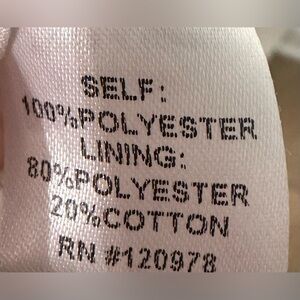 SELF:
100%POLYESTER
LINING:
80%POLYESTER
20%COTTON
RN #120978